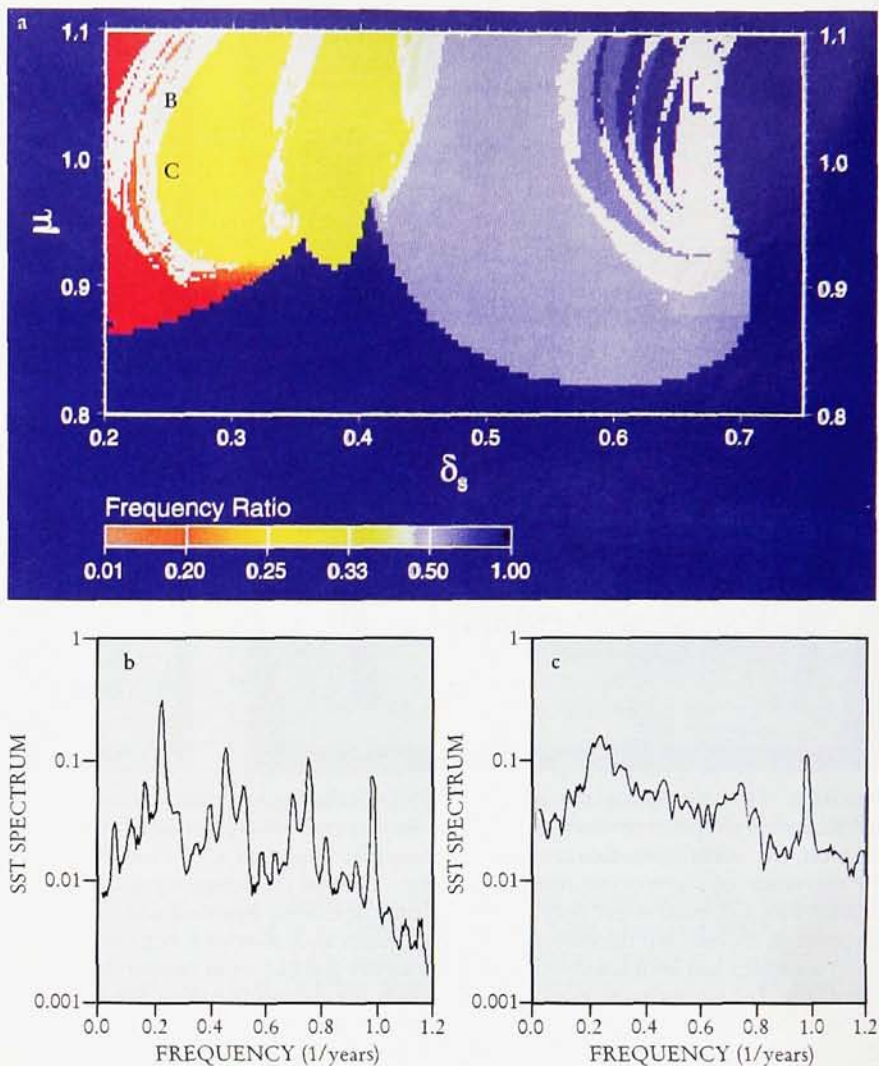 a
1.1 1.1
B
1.0 C 1.0
μ
0.9 0.9
0.8 0.8
0.2 0.3 0.4 0.5 0.6 0.7
δs
Frequency Ratio
0.01 0.20 0.25 0.33 0.50 1.00
b
1
0.1
0.01
0.001
SST SPECTRUM
0.0 0.2 0.4 0.6 0.8 1.0 1.2
FREQUENCY (1/years)
c
1
0.1
0.01
0.001
SST SPECTRUM
0.0 0.2 0.4 0.6 0.8 1.0 1.2
FREQUENCY (1/years)